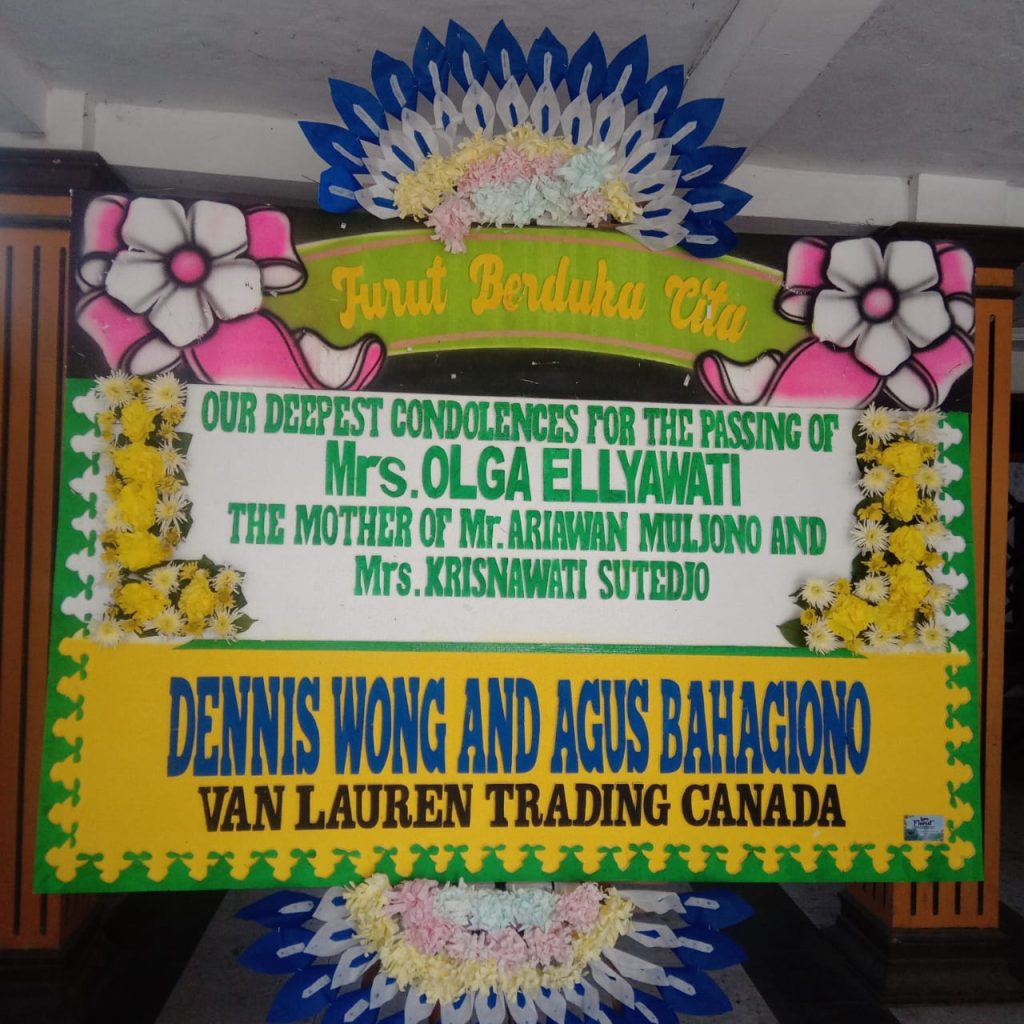 Turut Berduka Cita
OUR DEEPEST CONDOLENCES FOR THE PASSING OF
Mrs. OLGA ELLYAWATI
THE MOTHER OF Mr. ARIAWAN MULJONO AND
Mrs. KRISNAWATI SUTEDJO
DENNIS WONG AND AGUS BAHAGIONO
VAN LAUREN TRADING CANADA